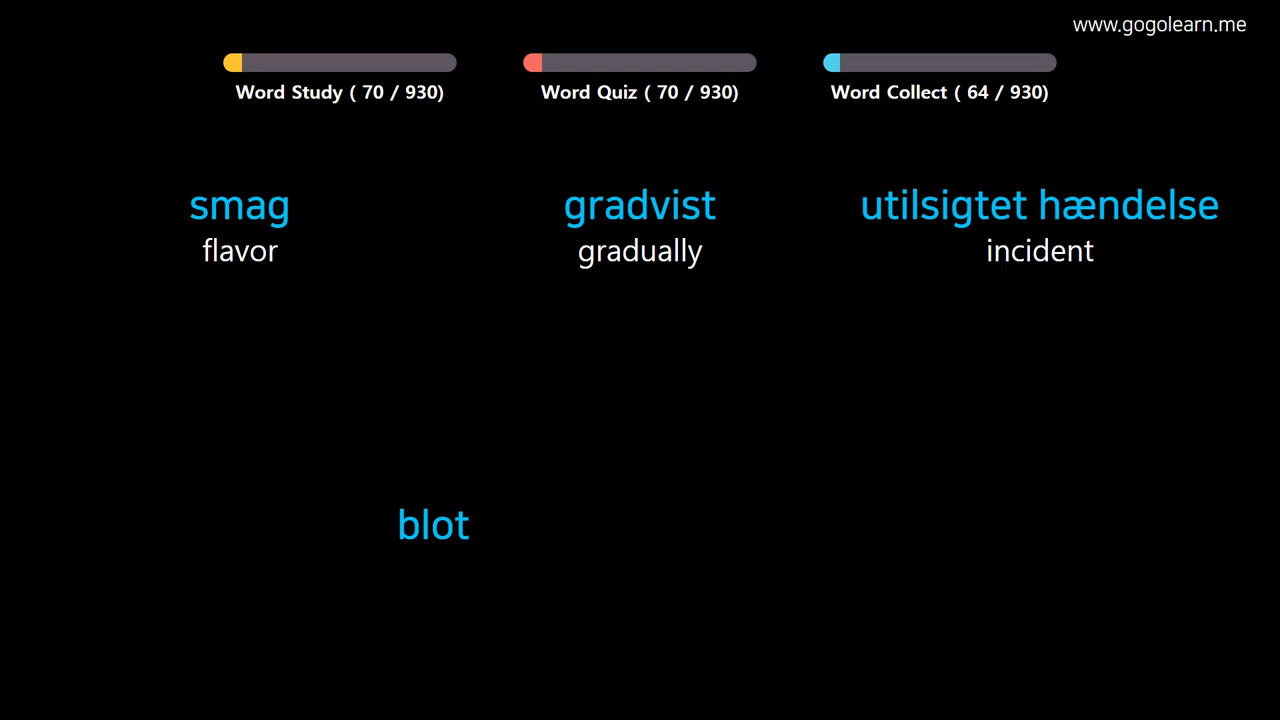 www.gogolearn.me
Word Study ( 70 / 930)
Word Quiz ( 70 / 930)
Word Collect ( 64 / 930)
smag
flavor
gradvist
gradually
utilsigtet hændelse
incident
blot